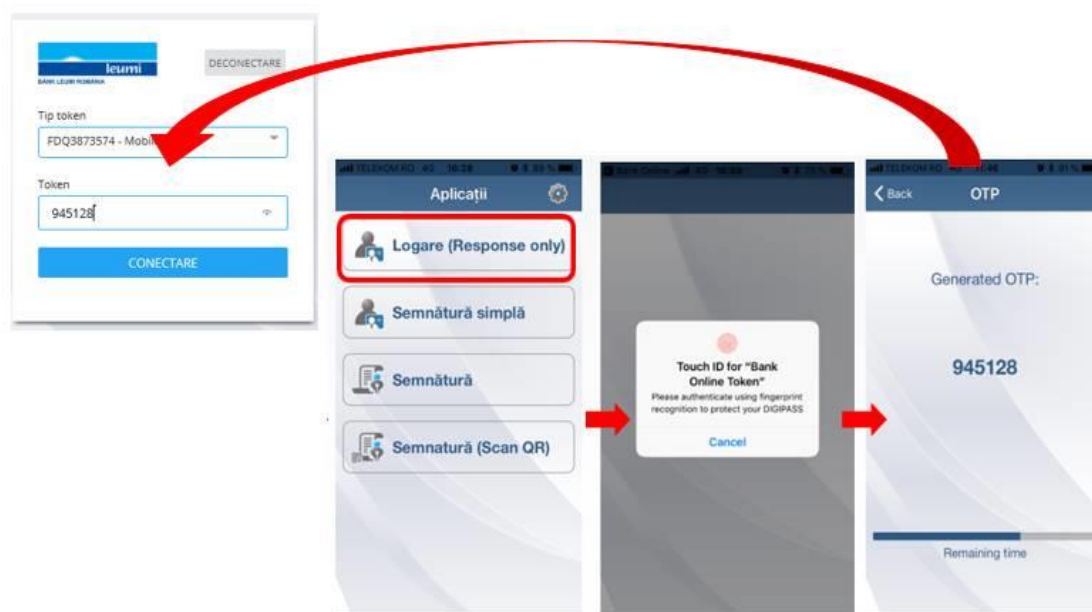 leumi
BANK LEUMI ROMÂNIA
DECONECTARE
Tip token
FDQ3873574 - Mobil
Token
945128
CONECTARE
Aplicații
Logare (Response only)
Semnătură simplă
Semnătură
Semnatură (Scan QR)
Touch ID for "Bank
Online Token"
Please authenticate using fingerprint
recognition to protect your DIGIPASS
Cancel
Back
OTP
Generated OTP:
945128
Remaining time